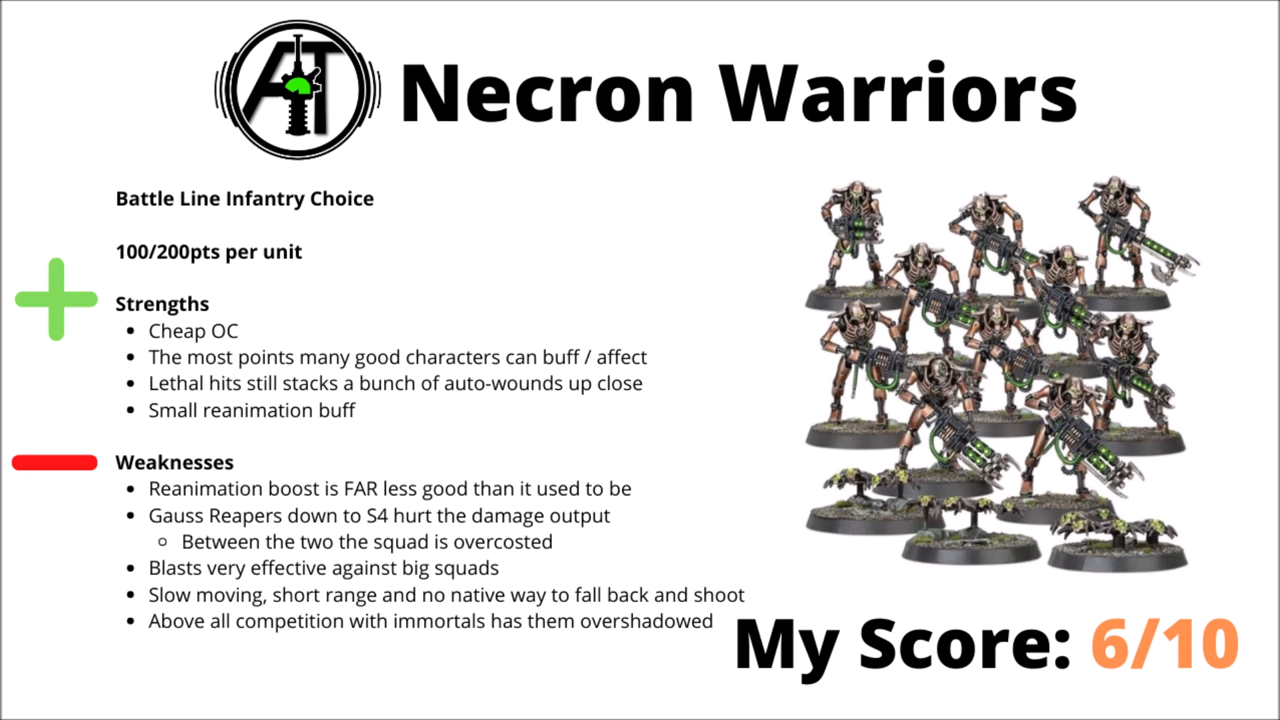 AT
Necron Warriors
Battle Line Infantry Choice
100/200pts per unit
Strengths
• Cheap OC
• The most points many good characters can buff / affect
• Lethal hits still stacks a bunch of auto-wounds up close
• Small reanimation buff
Weaknesses
• Reanimation boost is FAR less good than it used to be
• Gauss Reapers down to S4 hurt the damage output
◦ Between the two the squad is overcosted
• Blasts very effective against big squads
• Slow moving, short range and no native way to fall back and shoot
• Above all competition with immortals has them overshadowed
My Score: 6/10